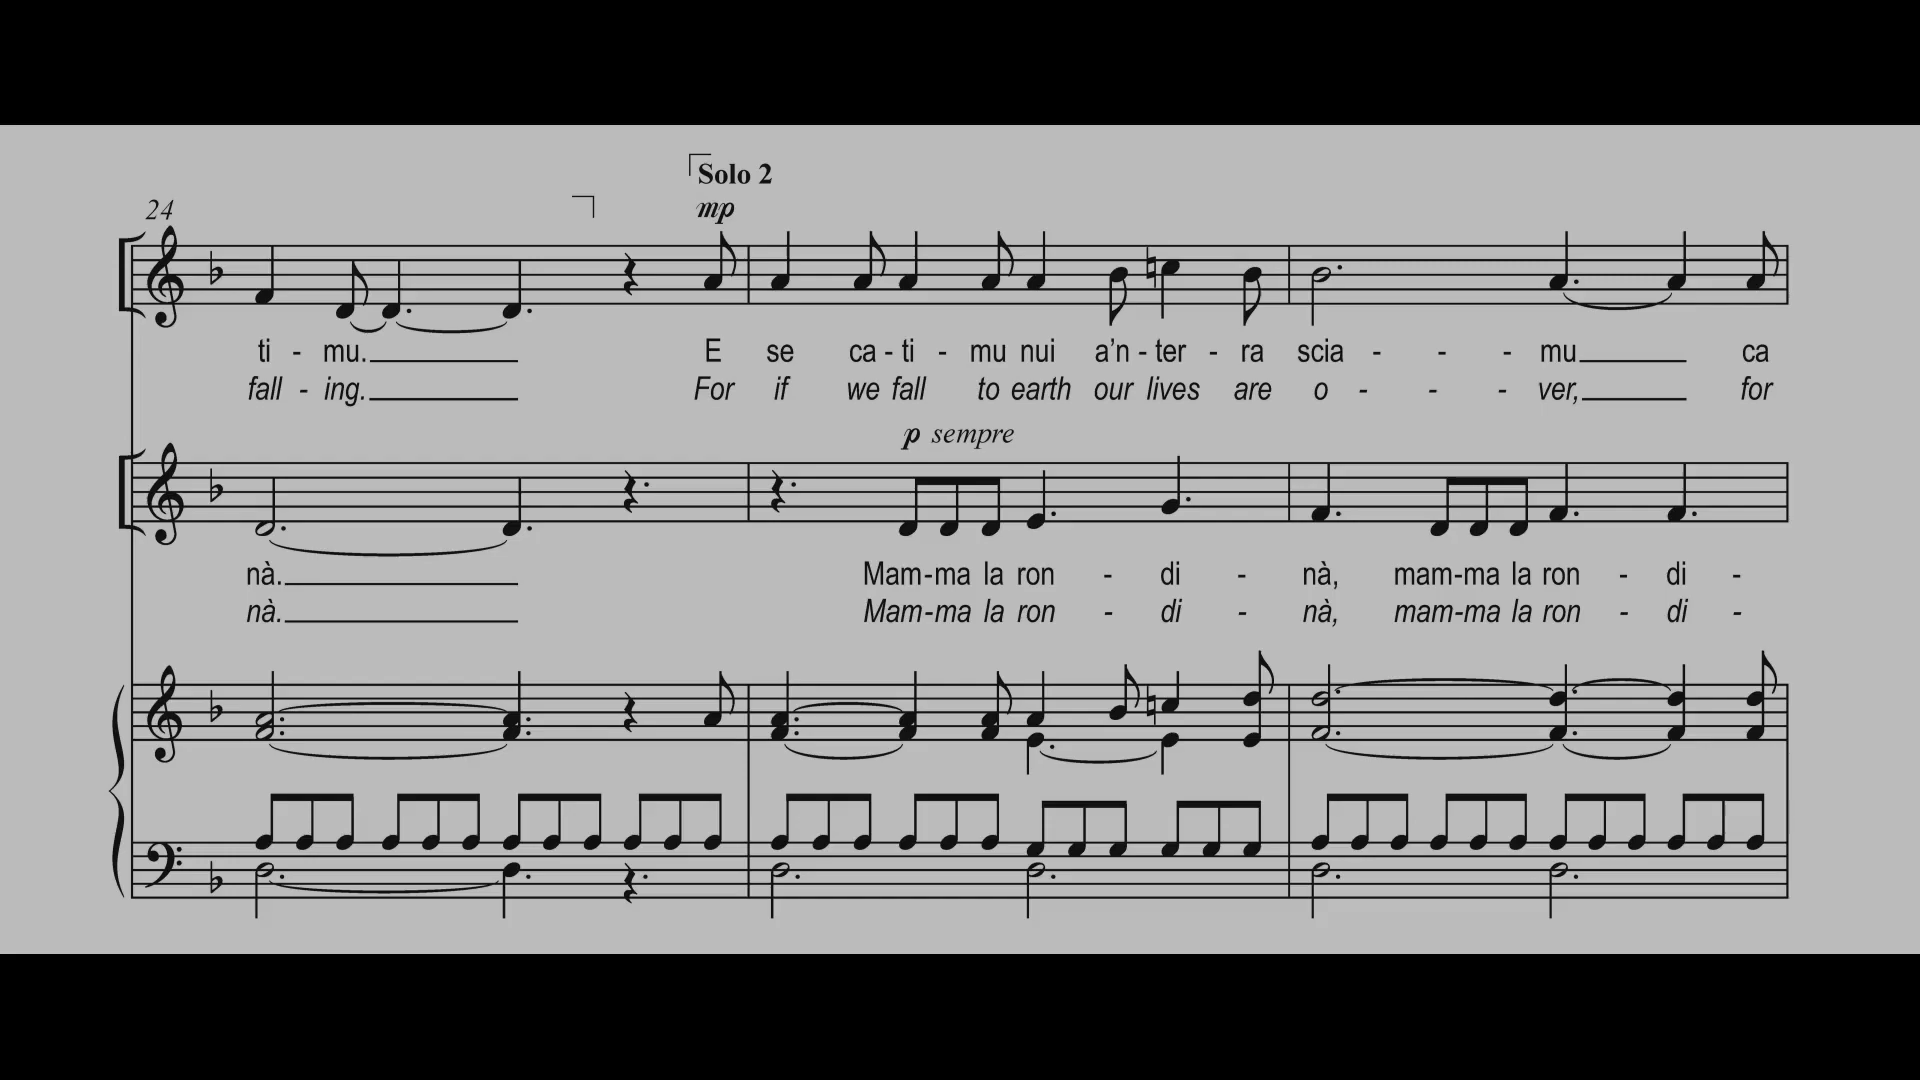 Solo 2
24
mp
ti - mu. E se ca - ti - mu nui a'n - ter - ra scia - - - mu ca
fall - ing. For if we fall to earth our lives are o - - - ver, for
p sempre
nà. Mam-ma la ron - di - nà, mam-ma la ron - di -
nà. Mam-ma la ron - di - nà, mam-ma la ron - di -